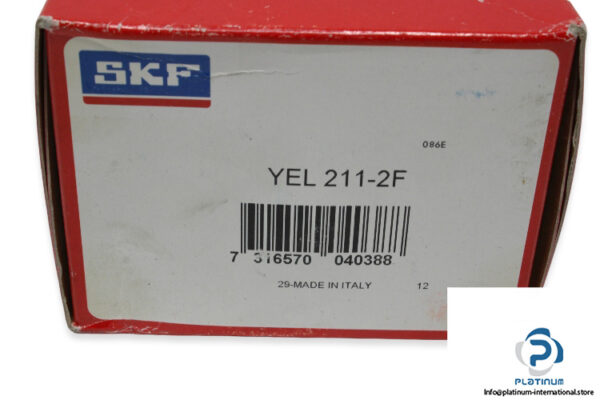 SKF
086E
YEL 211-2F
7 316570 040388
29-MADE IN ITALY 12
PLATINUM
Info@platinum-international.store